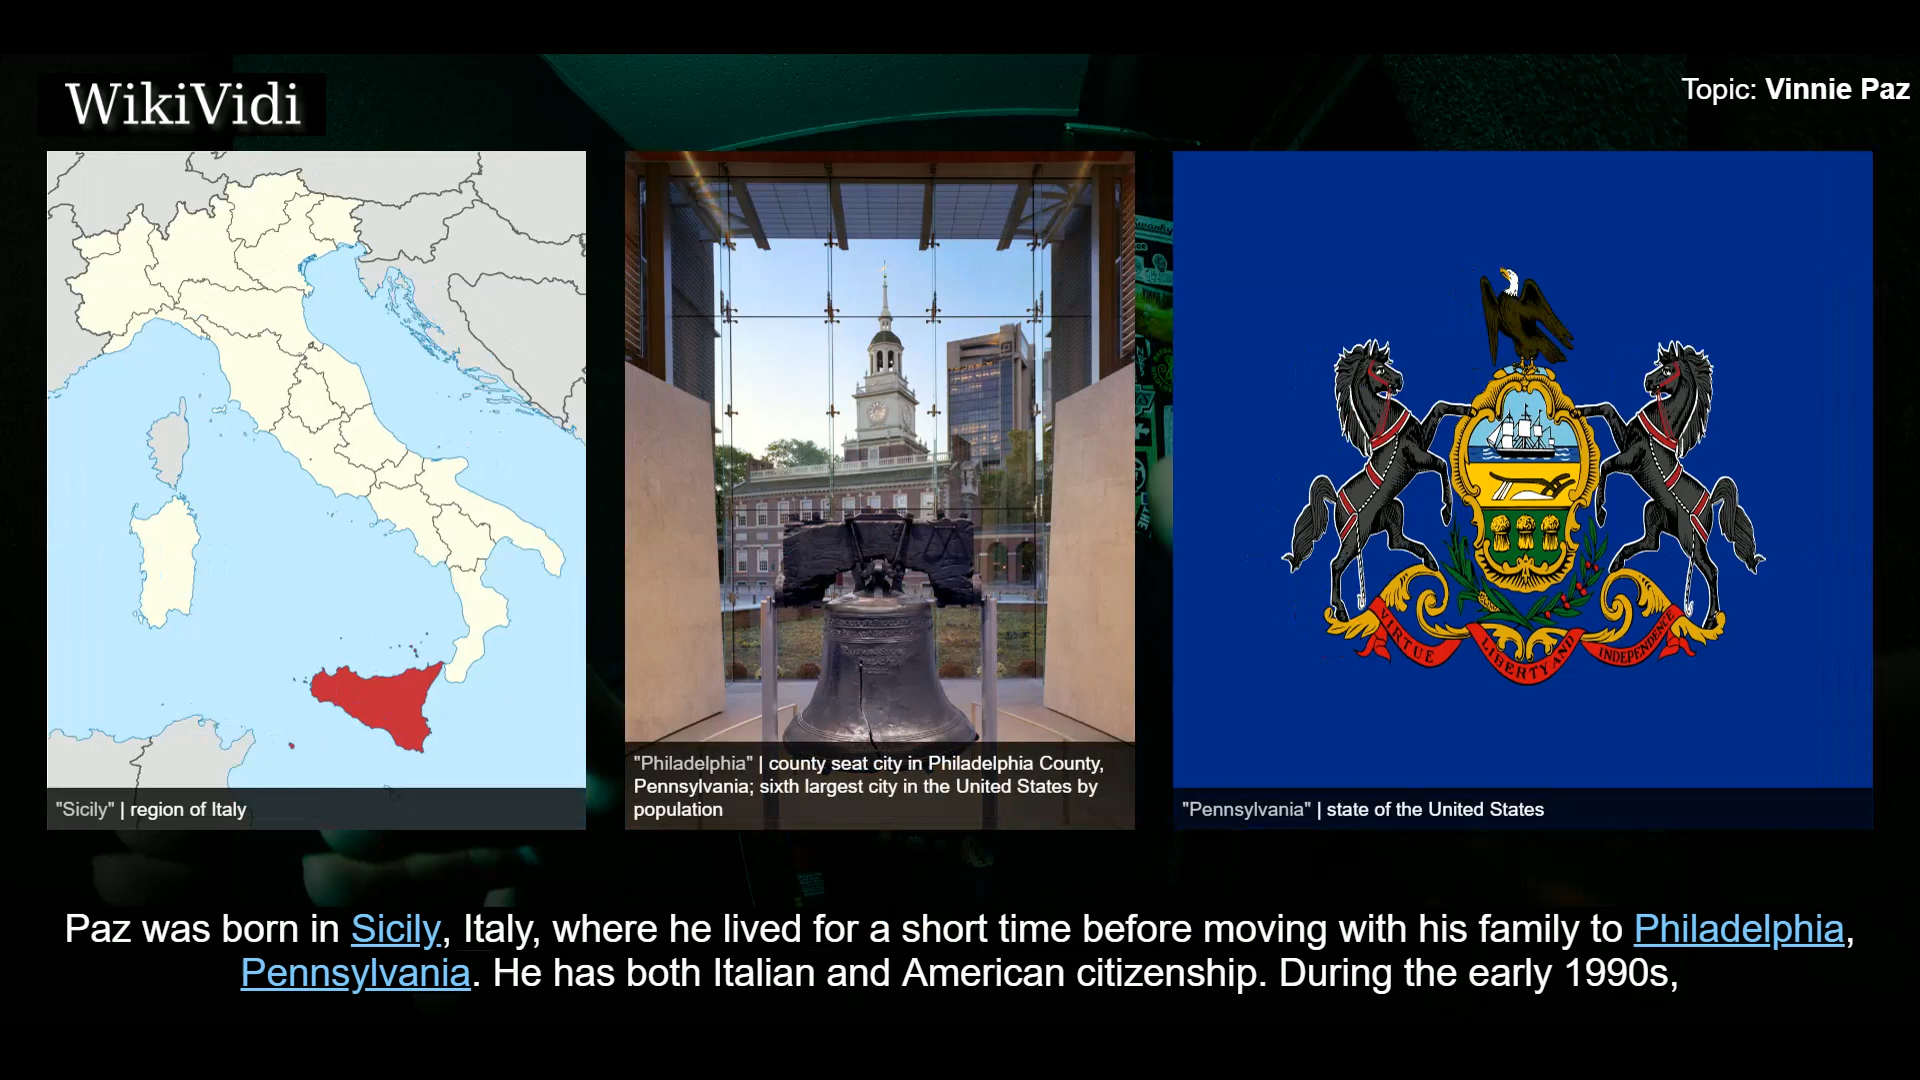 WikiVidi
Topic: Vinnie Paz
"Sicily" | region of Italy
"Philadelphia" | county seat city in Philadelphia County,
Pennsylvania; sixth largest city in the United States by
population
VIRTUE
LIBERTY AND
INDEPENDENCE
"Pennsylvania" | state of the United States
Paz was born in Sicily, Italy, where he lived for a short time before moving with his family to Philadelphia,
Pennsylvania. He has both Italian and American citizenship. During the early 1990s,